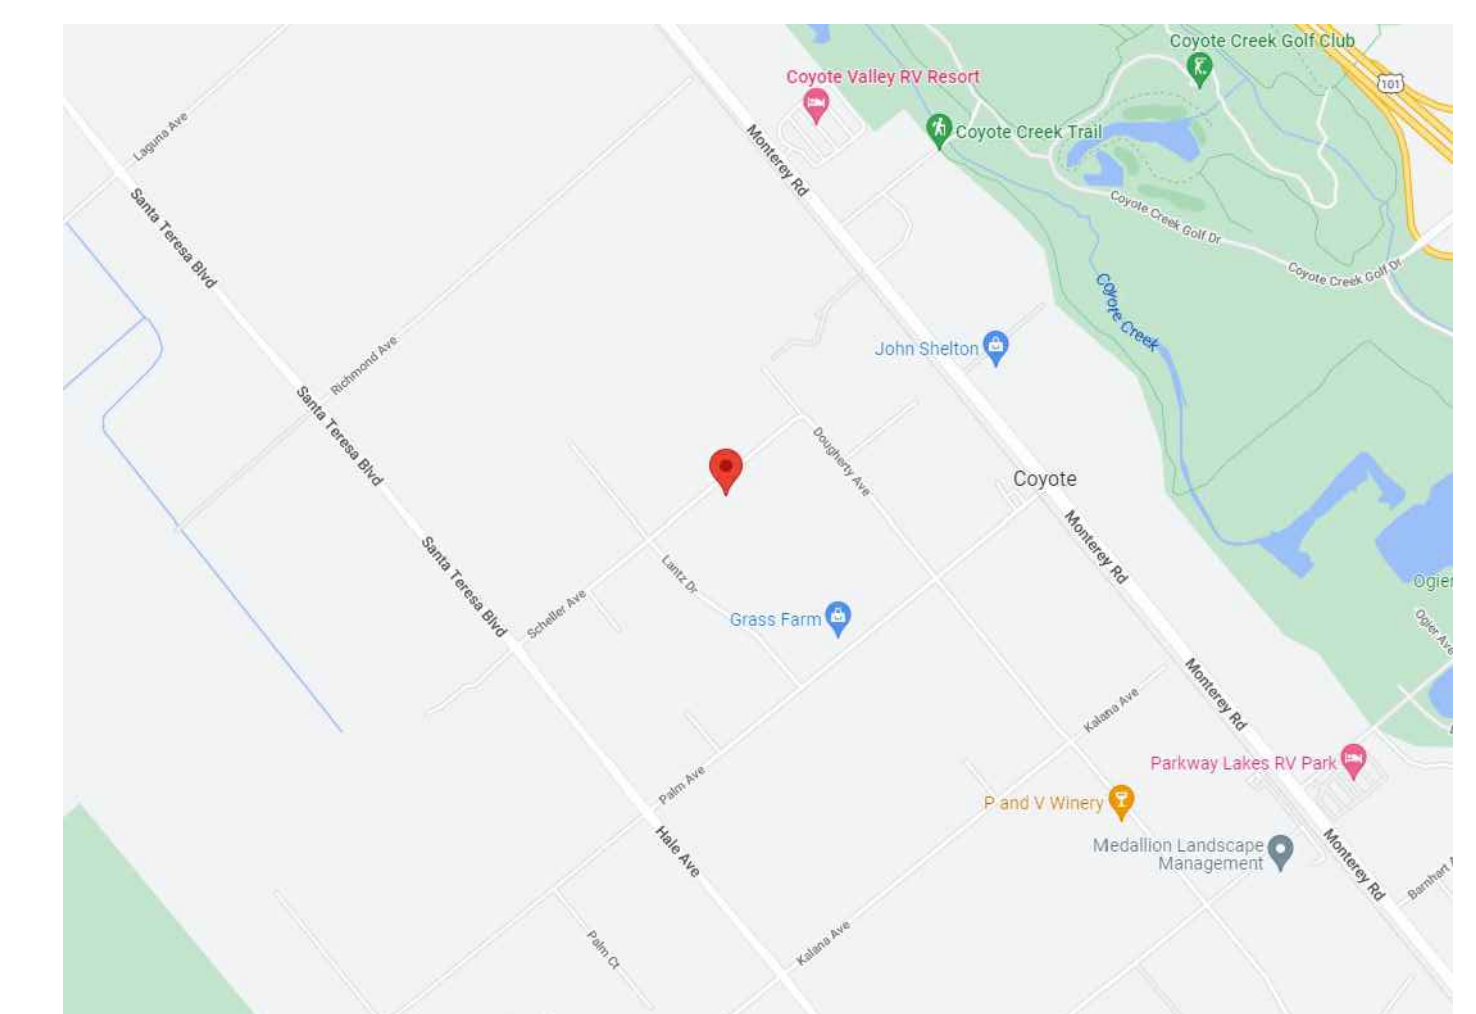 Coyote Creek Golf Club
Coyote Valley RV Resort
101
Coyote Creek Trail
Laguna Ave
Monterey Rd
Santa Teresa Blvd
Coyote Creek Golf Dr
Coyote Creek Golf Dr
Coyote Creek
John Shelton
Richmond Ave
Santa Teresa Blvd
Dougherty Ave
Coyote
Monterey Rd
Santa Teresa Blvd
Lantz Dr
Ogier
Scheller Ave
Grass Farm
Ogier Ave
Monterey Rd
Kalana Ave
Parkway Lakes RV Park
Palm Ave
P and V Winery
Hale Ave
Medallion Landscape
Management
Monterey Rd
Barnhart
Palm Ct
Kalana Ave